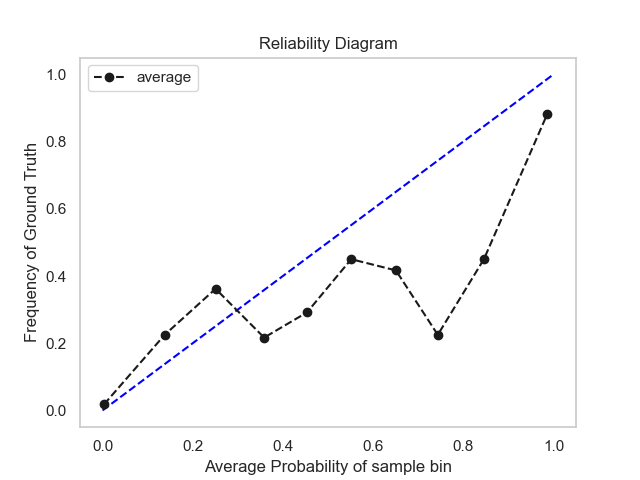 Reliability Diagram
average
Frequency of Ground Truth
1.0
0.8
0.6
0.4
0.2
0.0
0.0 0.2 0.4 0.6 0.8 1.0
Average Probability of sample bin